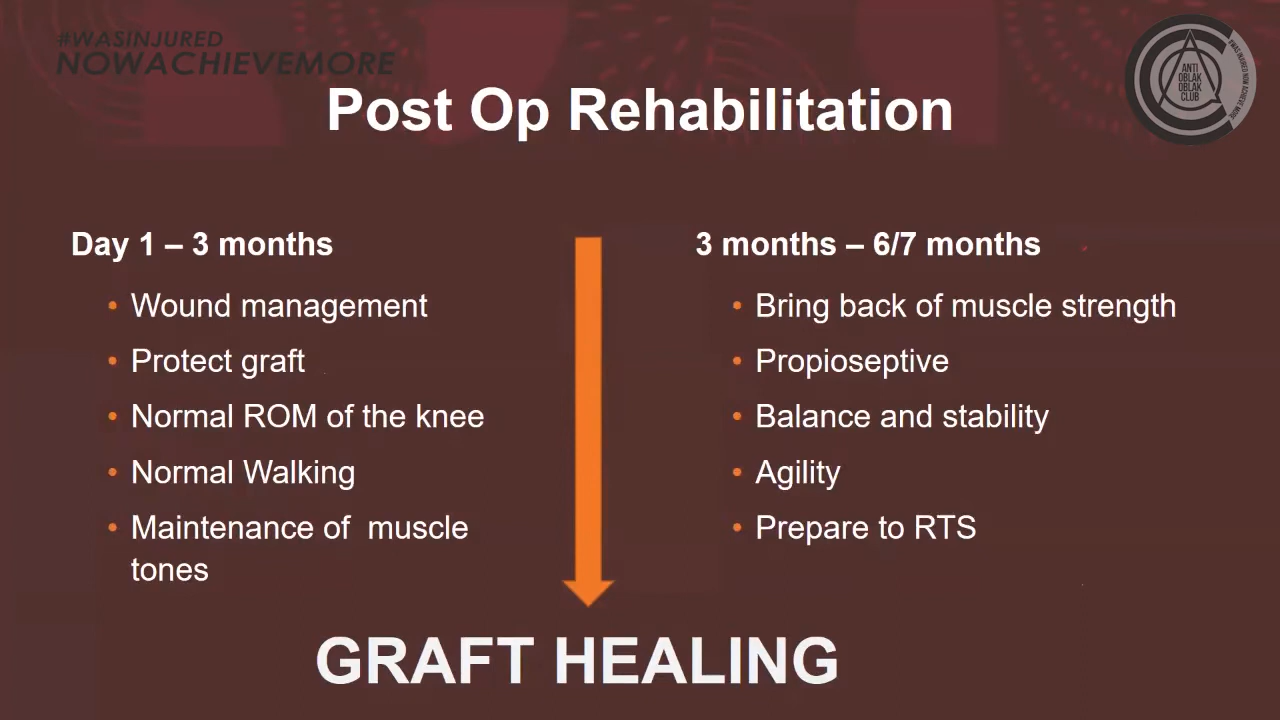 #WASINJURED
NOWACHIEVEMORE
ANTI
OBLAK
OBLAK
CLUB
Post Op Rehabilitation
Day 1 – 3 months
• Wound management
• Protect graft
• Normal ROM of the knee
• Normal Walking
• Maintenance of muscle
tones
3 months – 6/7 months
• Bring back of muscle strength
• Propioseptive
• Balance and stability
• Agility
• Prepare to RTS
GRAFT HEALING